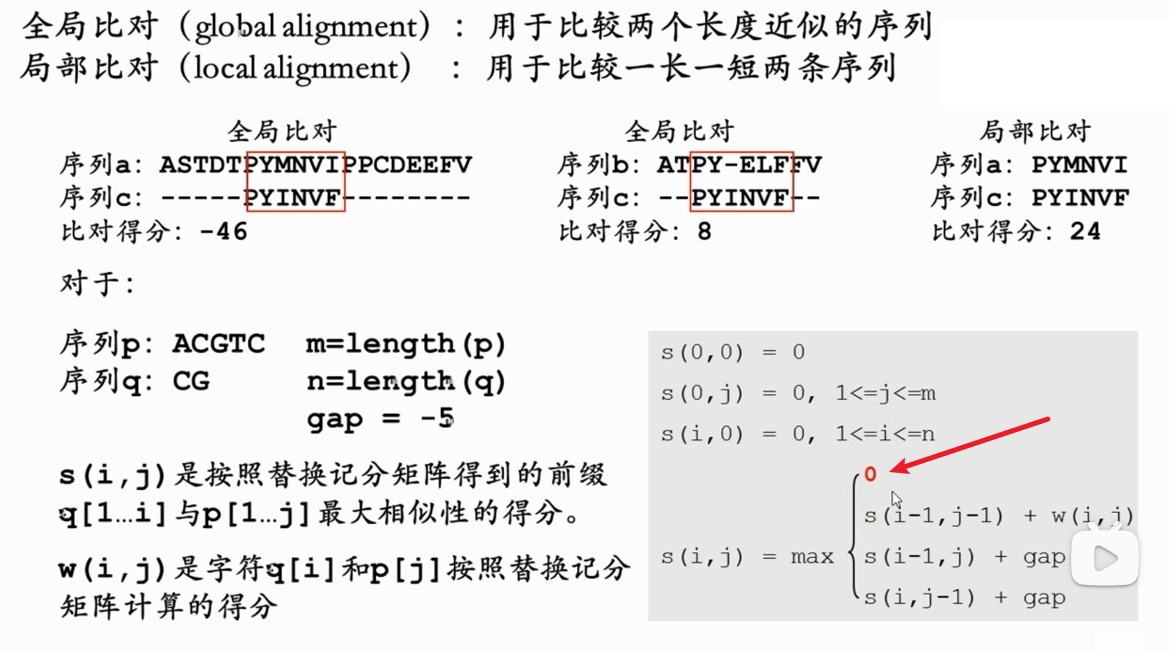 全局比对（global alignment）： 用于比较两个长度近似的序列
局部比对（local alignment） ： 用于比较一长一短两条序列
全局比对
序列a: ASTDTPYMNVIPPCDEEFV
序列c: -----PYINVF--------
比对得分: -46
全局比对
序列b: ATPY-ELFFV
序列c: --PYINVF--
比对得分: 8
局部比对
序列a: PYMNVI
序列c: PYINVF
比对得分: 24
对于:
序列p: ACGTC m=length(p)
序列q: CG n=length(q)
gap = -5
s(i,j)是按照替换记分矩阵得到的前缀
q[1…i]与p[1…j]最大相似性的得分。
w(i,j)是字符q[i]和p[j]按照替换记分
矩阵计算的得分
s(0,0) = 0
s(0,j) = 0, 1<=j<=m
s(i,0) = 0, 1<=i<=n
0
s(i-1,j-1) + w(i,j)
s(i,j) = max s(i-1,j) + gap
s(i,j-1) + gap